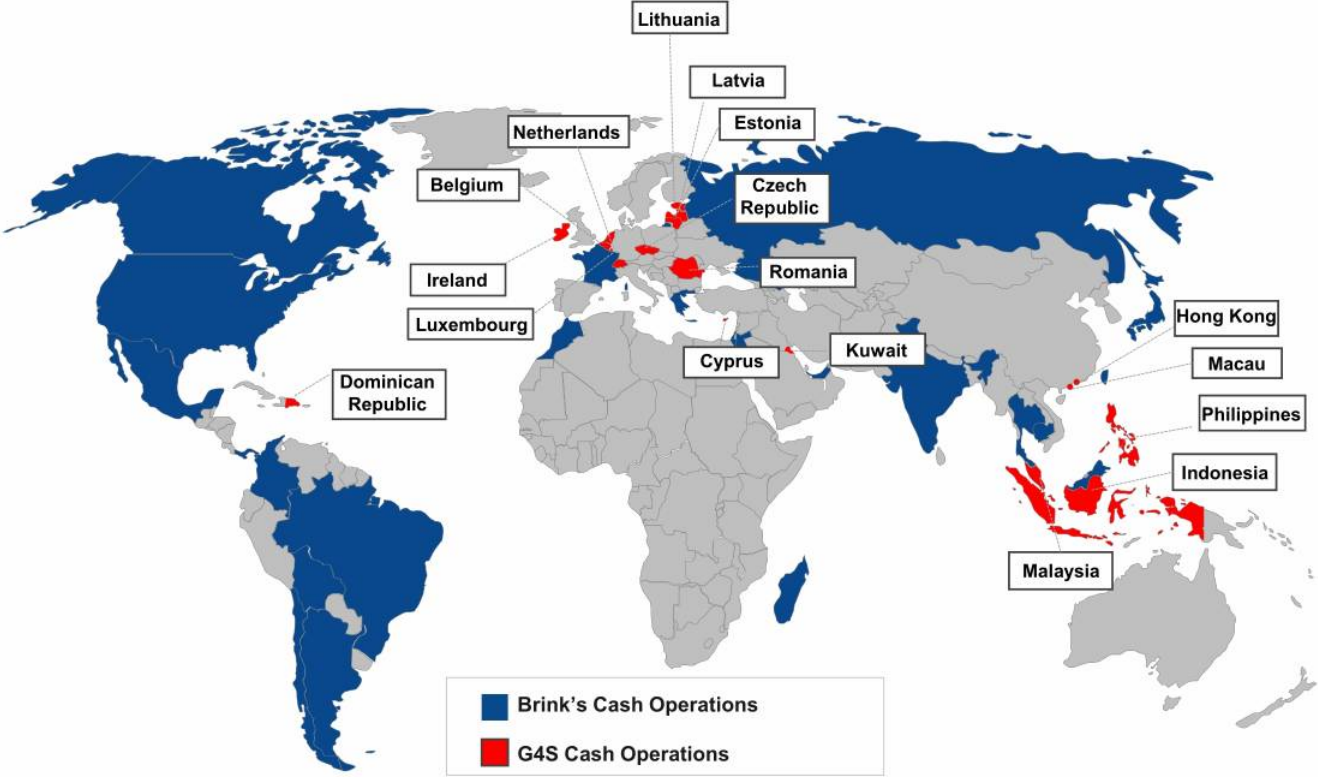 Lithuania
Latvia
Estonia
Netherlands
Belgium
Czech
Republic
Ireland
Romania
Luxembourg
Hong Kong
Cyprus
Kuwait
Macau
Dominican
Republic
Philippines
Indonesia
Malaysia
Brink's Cash Operations
G4S Cash Operations